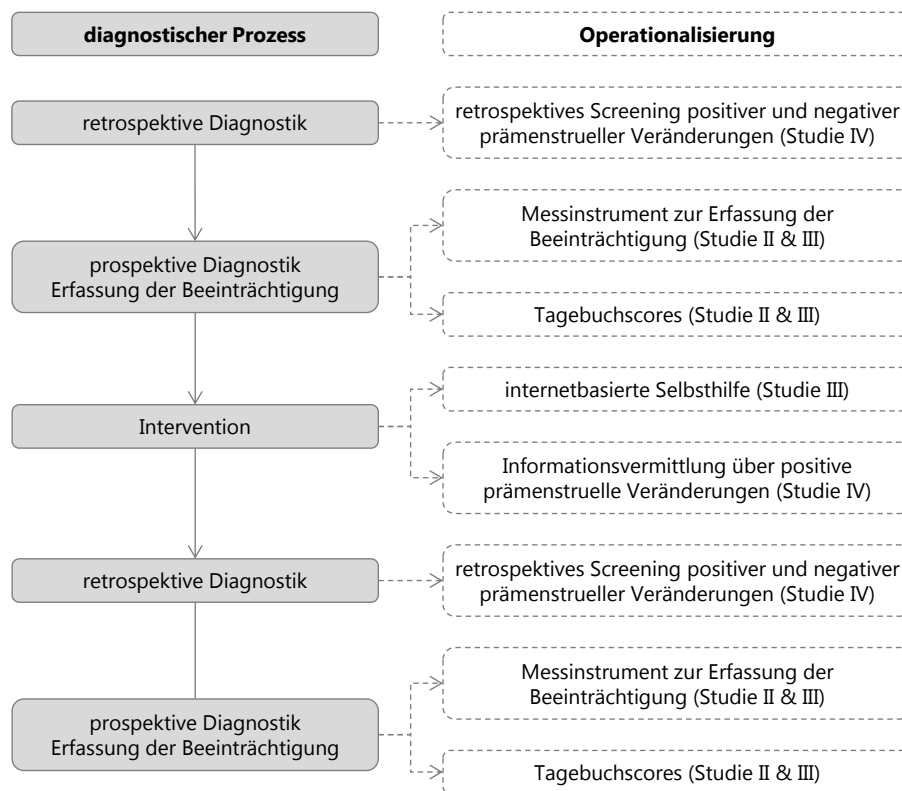 diagnostischer Prozess
Operationalisierung
retrospektive Diagnostik
retrospektives Screening positiver und negativer
prämenstrueller Veränderungen (Studie IV)
prospektive Diagnostik
Erfassung der Beeinträchtigung
Messinstrument zur Erfassung der
Beeinträchtigung (Studie II & III)
Tagebuchscores (Studie II & III)
Intervention
internetbasierte Selbsthilfe (Studie III)
Informationsvermittlung über positive
prämenstruelle Veränderungen (Studie IV)
retrospektive Diagnostik
retrospektives Screening positiver und negativer
prämenstrueller Veränderungen (Studie IV)
prospektive Diagnostik
Erfassung der Beeinträchtigung
Messinstrument zur Erfassung der
Beeinträchtigung (Studie II & III)
Tagebuchscores (Studie II & III)